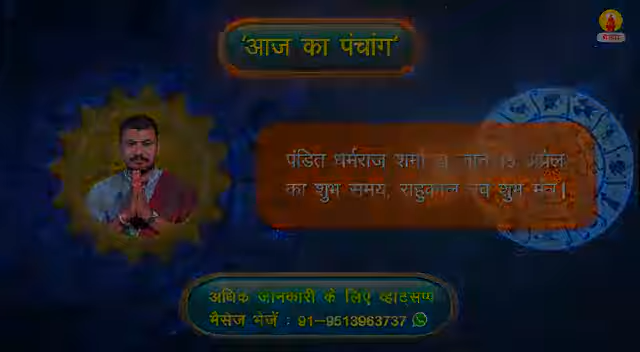 'आज का पंचांग'
पंडित धर्मराज शर्मा से जाने 15 अप्रैल
का शुभ समय, राहुकाल एवं शुभ मंत्र।
अधिक जानकारी के लिए व्हाट्सएप
मैसेज भेजें : 91-9513963737